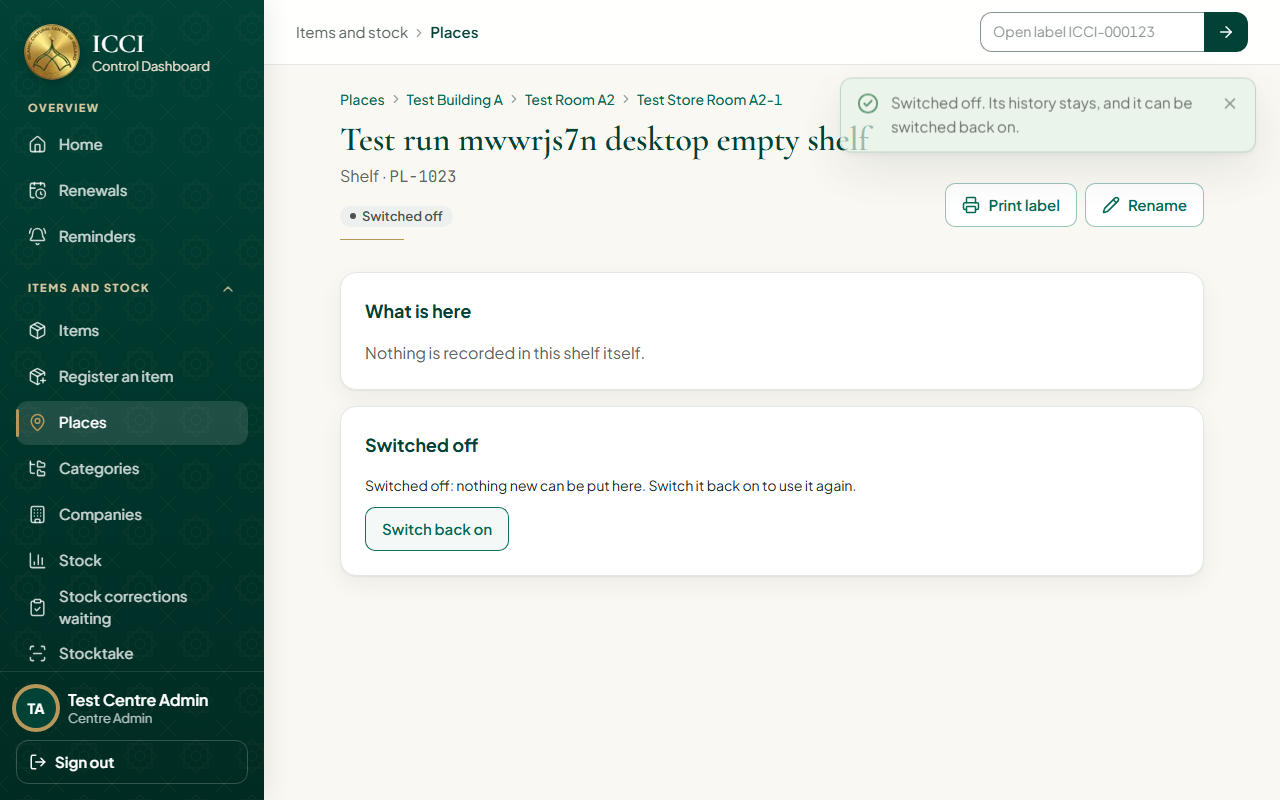 ICCI
Control Dashboard
OVERVIEW
Home
Renewals
Reminders
ITEMS AND STOCK
Items
Register an item
Places
Categories
Companies
Stock
Stock corrections
waiting
Stocktake
TA
Test Centre Admin
Centre Admin
Sign out
Items and stock › Places
Open label ICCI-000123
Places › Test Building A › Test Room A2 › Test Store Room A2-1
Test run mwwrjs7n desktop empty shelf
Shelf · PL-1023
Switched off
Switched off. Its history stays, and it can be
switched back on.
Print label
Rename
What is here
Nothing is recorded in this shelf itself.
Switched off
Switched off: nothing new can be put here. Switch it back on to use it again.
Switch back on